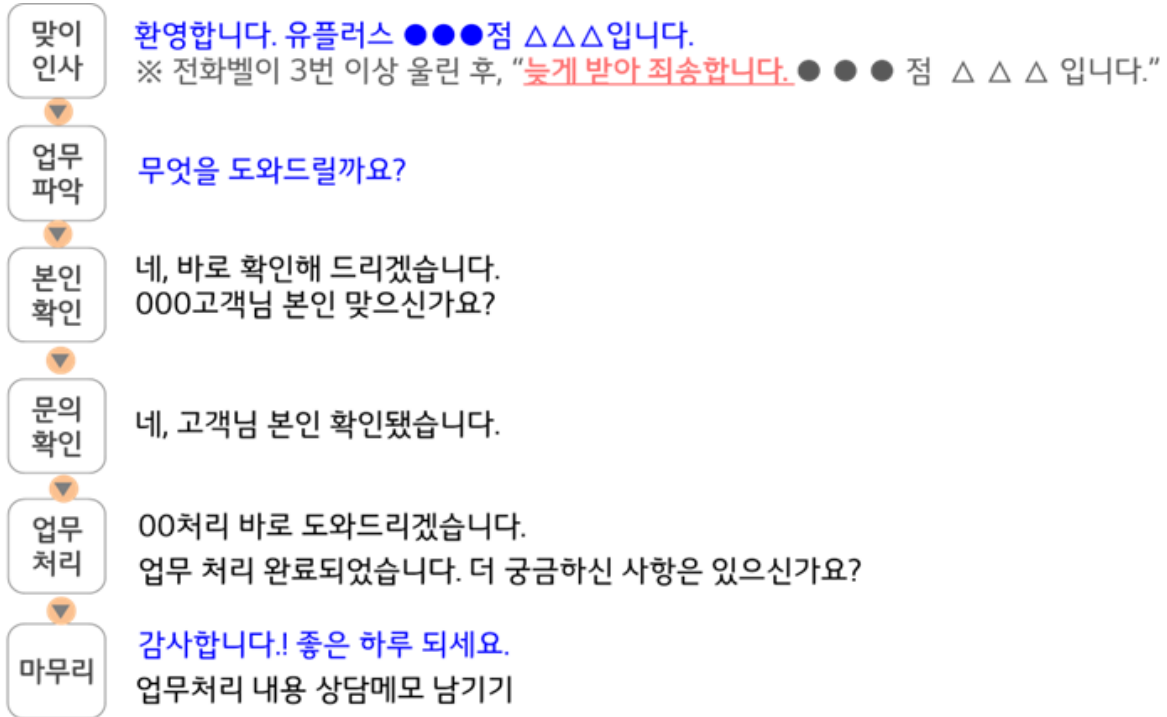 맞이
인사
환영합니다. 유플러스 ●●●점 △△△입니다.
※ 전화벨이 3번 이상 울린 후, “늦게 받아 죄송합니다. ● ● ● 점 △ △ △ 입니다.”
업무
파악
무엇을 도와드릴까요?
본인
확인
네, 바로 확인해 드리겠습니다.
000고객님 본인 맞으신가요?
문의
확인
네, 고객님 본인 확인됐습니다.
업무
처리
00처리 바로 도와드리겠습니다.
업무 처리 완료되었습니다. 더 궁금하신 사항은 있으신가요?
마무리
감사합니다.! 좋은 하루 되세요.
업무처리 내용 상담메모 남기기